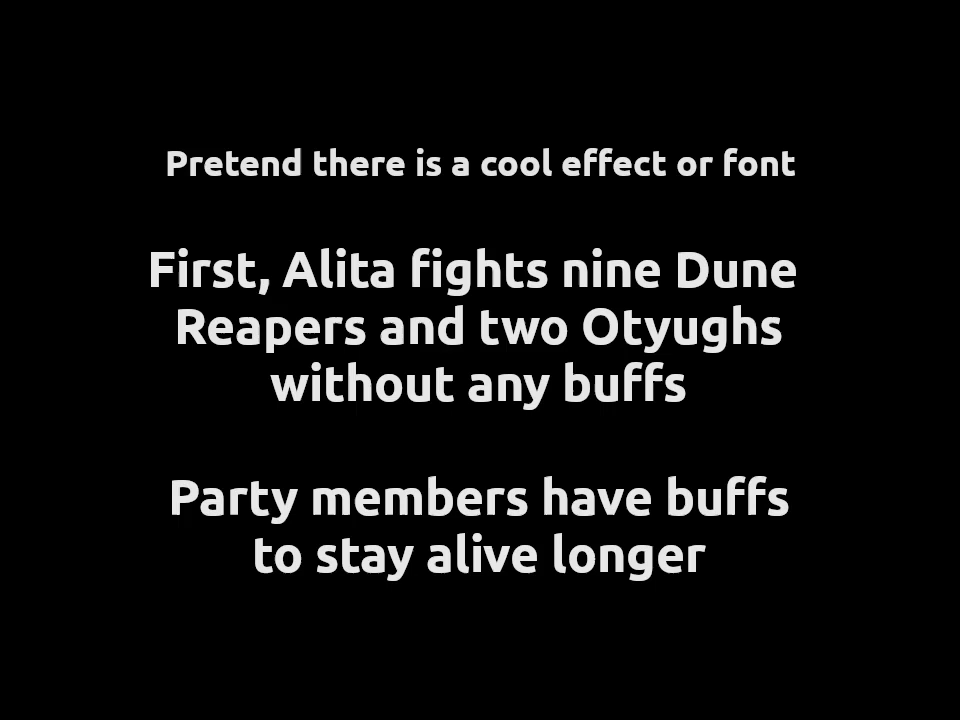 Pretend there is a cool effect or font
First, Alita fights nine Dune
Reapers and two Otyughs
without any buffs
Party members have buffs
to stay alive longer